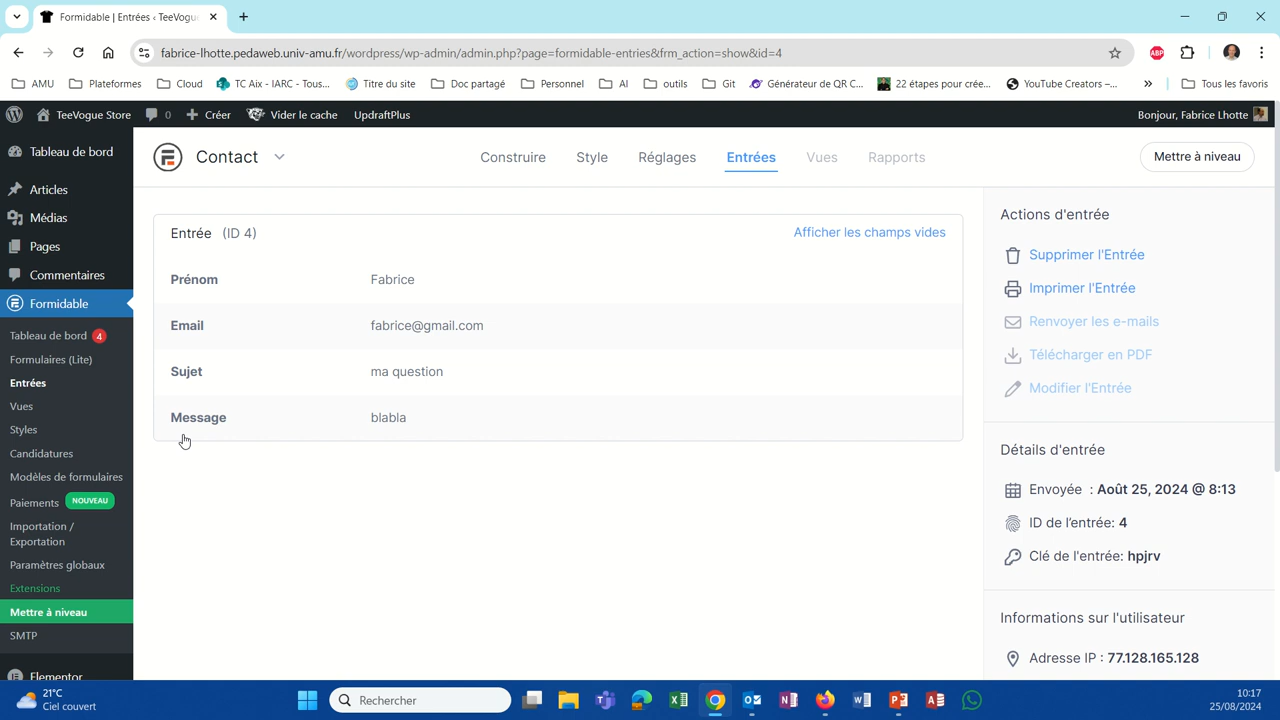 Formidable | Entrées ‹ TeeVogue
fabrice-lhotte.pedaweb.univ-amu.fr/wordpress/wp-admin/admin.php?page=formidable-entries&frm_action=show&id=4
ABP
AMU Plateformes Cloud TC Aix - IARC - Tous... Titre du site Doc partagé Personnel AI outils Git Générateur de QR C... 22 étapes pour crée... YouTube Creators –... » Tous les favoris
TeeVogue Store 0 Créer Vider le cache UpdraftPlus Bonjour, Fabrice Lhotte
Tableau de bord
Articles
Médias
Pages
Commentaires
Formidable
Tableau de bord 4
Formulaires (Lite)
Entrées
Vues
Styles
Candidatures
Modèles de formulaires
Paiements NOUVEAU
Importation /
Exportation
Paramètres globaux
Extensions
Mettre à niveau
SMTP
Elementor
Contact Construire Style Réglages Entrées Vues Rapports Mettre à niveau
Entrée (ID 4) Afficher les champs vides
Prénom Fabrice
Email fabrice@gmail.com
Sujet ma question
Message blabla
Actions d'entrée
Supprimer l'Entrée
Imprimer l'Entrée
Renvoyer les e-mails
Télécharger en PDF
Modifier l'Entrée
Détails d'entrée
Envoyée : Août 25, 2024 @ 8:13
ID de l’entrée: 4
Clé de l'entrée: hpjrv
Informations sur l'utilisateur
Adresse IP : 77.128.165.128
21°C
Ciel couvert
Rechercher
10:17
25/08/2024